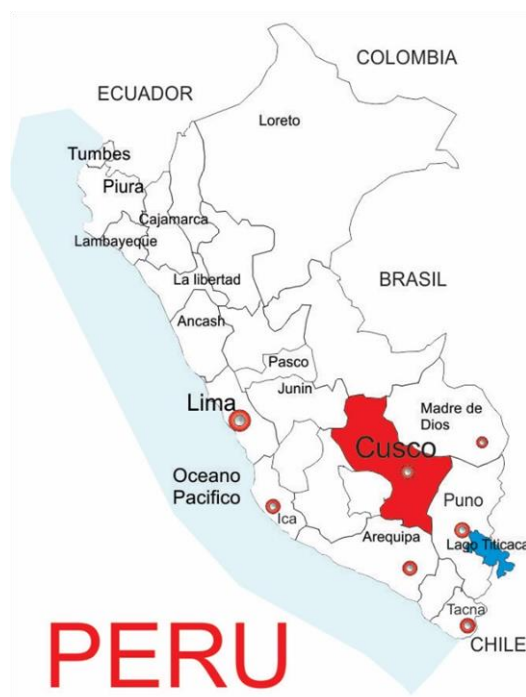 COLOMBIA
ECUADOR
Loreto
Tumbes
Piura
Cajamarca
Lambayeque
La libertad
BRASIL
Ancash
Pasco
Junin
Lima
Madre de
Dios
Cusco
Oceano
Pacifico
Puno
Ica
Arequipa
Lago Titicaca
Tacna
CHILE
PERU